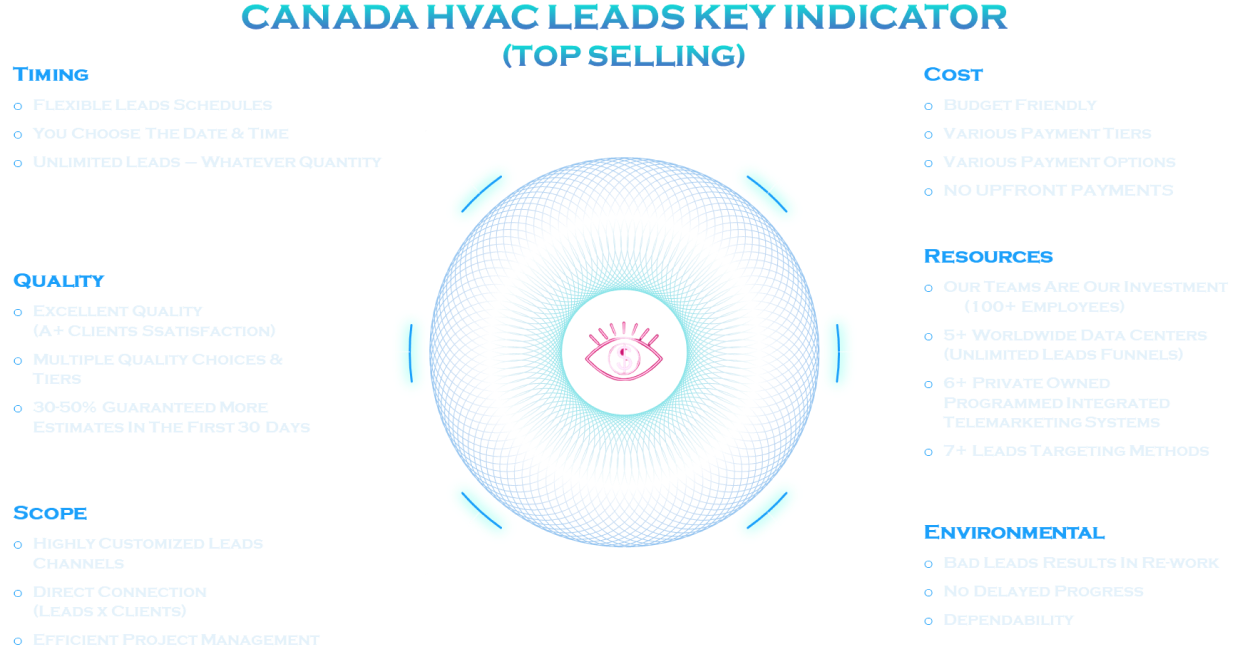 CANADA HVAC LEADS KEY INDICATOR
(TOP SELLING)
TIMING
o FLEXIBLE LEADS SCHEDULES
o YOU CHOOSE THE DATE & TIME
o UNLIMITED LEADS – WHATEVER QUANTITY
QUALITY
o EXCELLENT QUALITY
(A+ CLIENTS SSATISFACTION)
o MULTIPLE QUALITY CHOICES &
TIERS
o 30-50% GUARANTEED MORE
ESTIMATES IN THE FIRST 30 DAYS
SCOPE
o HIGHLY CUSTOMIZED LEADS
CHANNELS
o DIRECT CONNECTION
(LEADS X CLIENTS)
o EFFICIENT PROJECT MANAGEMENT
COST
o BUDGET FRIENDLY
o VARIOUS PAYMENT TIERS
o VARIOUS PAYMENT OPTIONS
o NO UPFRONT PAYMENTS
RESOURCES
o OUR TEAMS ARE OUR INVESTMENT
(100+ EMPLOYEES)
o 5+ WORLDWIDE DATA CENTERS
(UNLIMITED LEADS FUNNELS)
o 6+ PRIVATE OWNED
PROGRAMMED INTEGRATED
TELEMARKETING SYSTEMS
o 7+ LEADS TARGETING METHODS
ENVIRONMENTAL
o BAD LEADS RESULTS IN RE-WORK
o NO DELAYED PROGRESS
o DEPENDABILITY